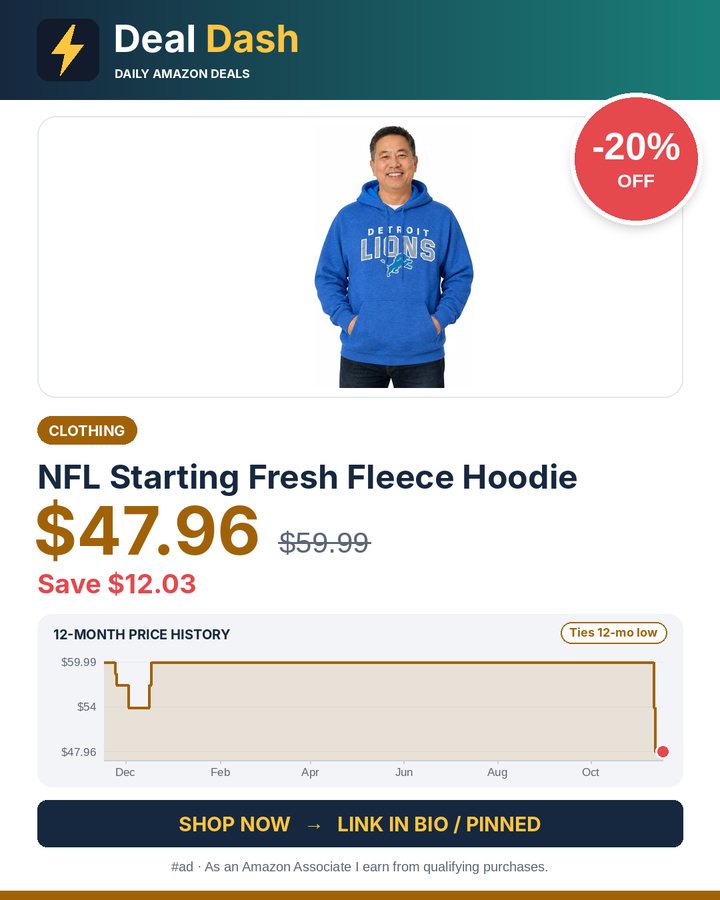 Deal Dash
DAILY AMAZON DEALS
-20%
OFF
DETROIT
LIONS
CLOTHING
NFL Starting Fresh Fleece Hoodie
$47.96 $59.99
Save $12.03
12-MONTH PRICE HISTORY
Ties 12-mo low
$59.99
$54
$47.96
Dec Feb Apr Jun Aug Oct
SHOP NOW → LINK IN BIO / PINNED
#ad · As an Amazon Associate I earn from qualifying purchases.